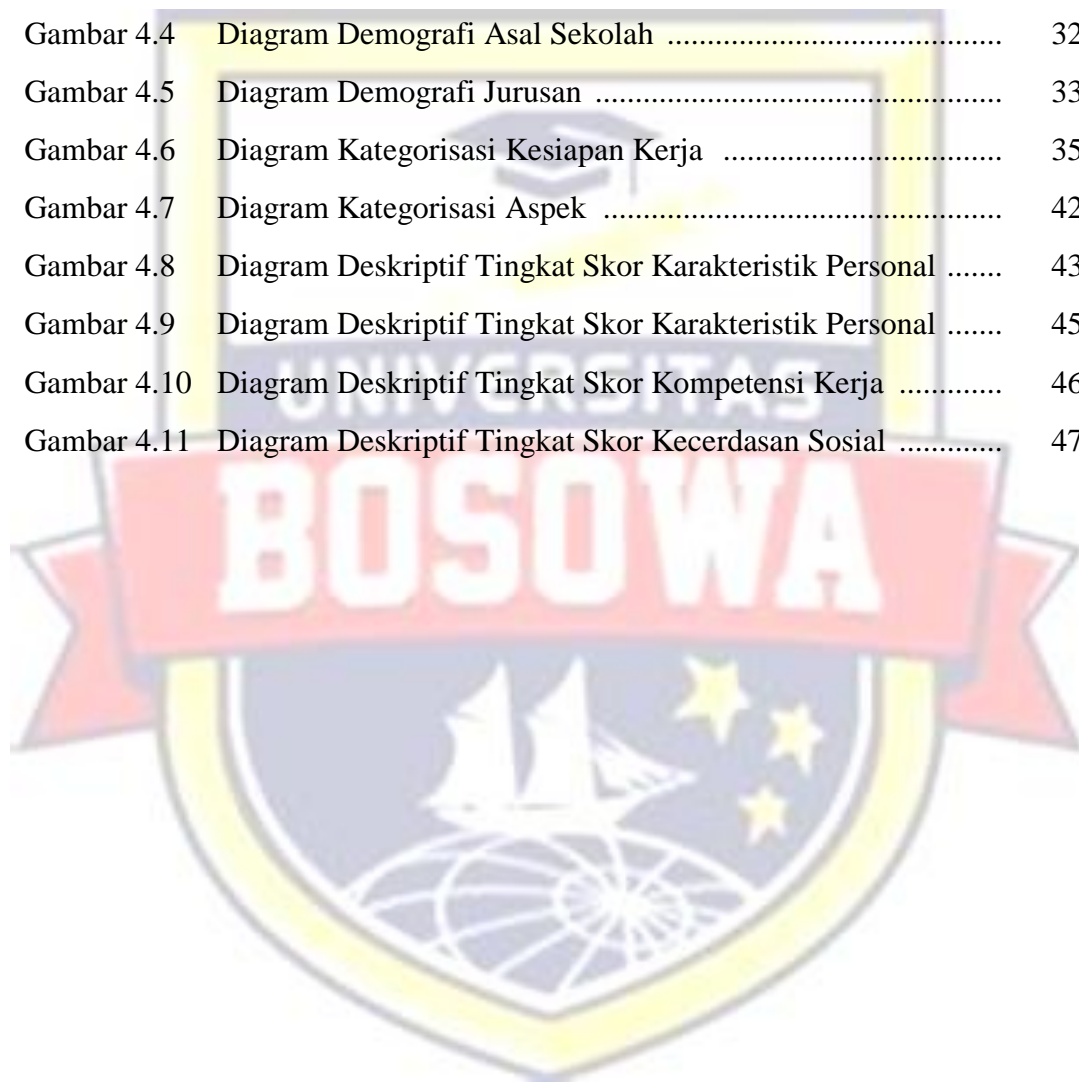 Gambar 4.4 Diagram Demografi Asal Sekolah ..................................... 32
Gambar 4.5 Diagram Demografi Jurusan ............................................. 33
Gambar 4.6 Diagram Kategorisasi Kesiapan Kerja ............................... 35
Gambar 4.7 Diagram Kategorisasi Aspek ............................................ 42
Gambar 4.8 Diagram Deskriptif Tingkat Skor Karakteristik Personal ....... 43
Gambar 4.9 Diagram Deskriptif Tingkat Skor Karakteristik Personal ....... 45
Gambar 4.10 Diagram Deskriptif Tingkat Skor Kompetensi Kerja ............. 46
Gambar 4.11 Diagram Deskriptif Tingkat Skor Kecerdasan Sosial ............. 47
UNIVERSITAS
BOSOWA